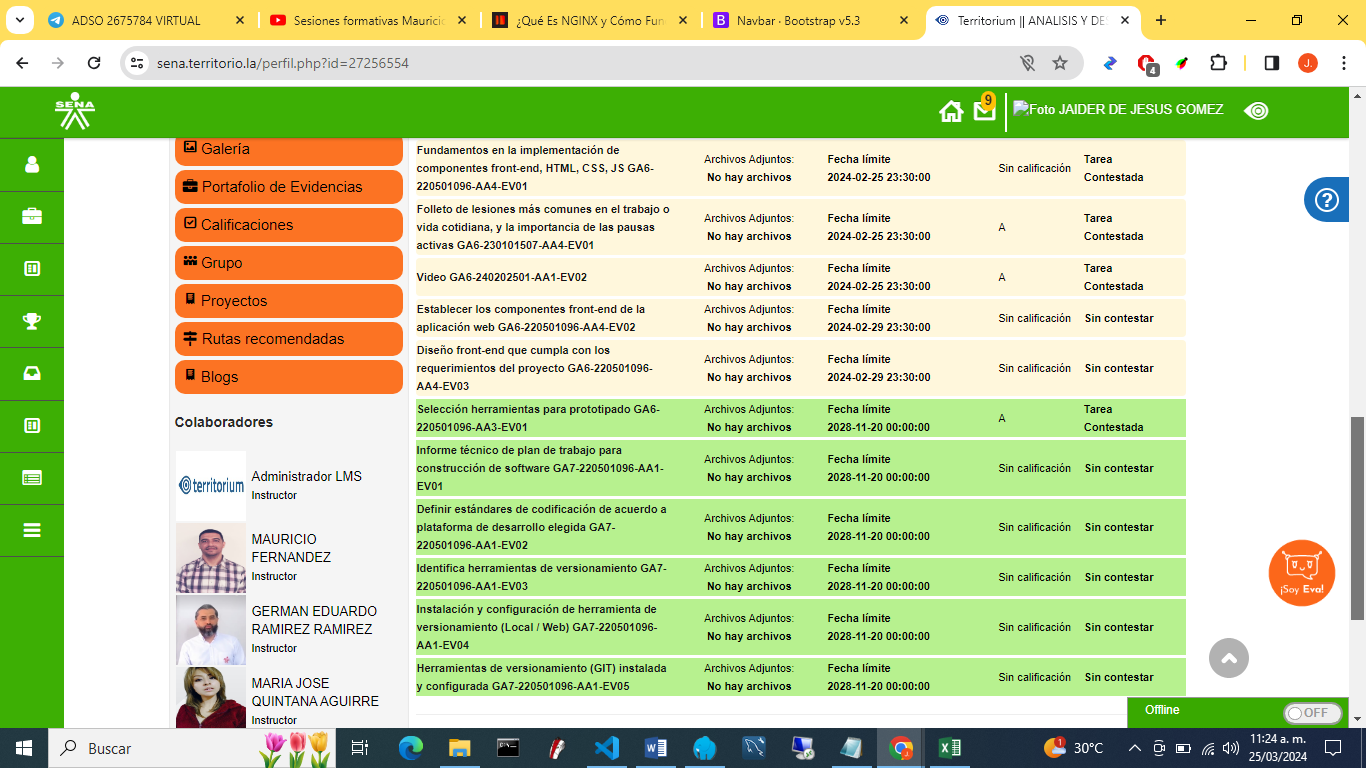 ADSO 2675784 VIRTUAL
Sesiones formativas Mauricio
¿Qué Es NGINX y Cómo Fun
Navbar · Bootstrap v5.3
Territorium || ANALISIS Y DES
sena.territorio.la/perfil.php?id=27256554
4
J.
SENA
9
Foto JAIDER DE JESUS GOMEZ
Galería
Portafolio de Evidencias
Calificaciones
Grupo
Proyectos
Rutas recomendadas
Blogs
Colaboradores
territorium
Administrador LMS
Instructor
MAURICIO
FERNANDEZ
Instructor
GERMAN EDUARDO
RAMIREZ RAMIREZ
Instructor
MARIA JOSE
QUINTANA AGUIRRE
Instructor
Fundamentos en la implementación de
componentes front-end, HTML, CSS, JS GA6-
220501096-AA4-EV01
Archivos Adjuntos:
No hay archivos
Fecha límite
2024-02-25 23:30:00
Sin calificación
Tarea
Contestada
Folleto de lesiones más comunes en el trabajo o
vida cotidiana, y la importancia de las pausas
activas GA6-230101507-AA4-EV01
Archivos Adjuntos:
No hay archivos
Fecha límite
2024-02-25 23:30:00
A
Tarea
Contestada
Video GA6-240202501-AA1-EV02
Archivos Adjuntos:
No hay archivos
Fecha límite
2024-02-25 23:30:00
A
Tarea
Contestada
Establecer los componentes front-end de la
aplicación web GA6-220501096-AA4-EV02
Archivos Adjuntos:
No hay archivos
Fecha límite
2024-02-29 23:30:00
Sin calificación
Sin contestar
Diseño front-end que cumpla con los
requerimientos del proyecto GA6-220501096-
AA4-EV03
Archivos Adjuntos:
No hay archivos
Fecha límite
2024-02-29 23:30:00
Sin calificación
Sin contestar
Selección herramientas para prototipado GA6-
220501096-AA3-EV01
Archivos Adjuntos:
No hay archivos
Fecha límite
2028-11-20 00:00:00
A
Tarea
Contestada
Informe técnico de plan de trabajo para
construcción de software GA7-220501096-AA1-
EV01
Archivos Adjuntos:
No hay archivos
Fecha límite
2028-11-20 00:00:00
Sin calificación
Sin contestar
Definir estándares de codificación de acuerdo a
plataforma de desarrollo elegida GA7-
220501096-AA1-EV02
Archivos Adjuntos:
No hay archivos
Fecha límite
2028-11-20 00:00:00
Sin calificación
Sin contestar
Identifica herramientas de versionamiento GA7-
220501096-AA1-EV03
Archivos Adjuntos:
No hay archivos
Fecha límite
2028-11-20 00:00:00
Sin calificación
Sin contestar
Instalación y configuración de herramienta de
versionamiento (Local / Web) GA7-220501096-
AA1-EV04
Archivos Adjuntos:
No hay archivos
Fecha límite
2028-11-20 00:00:00
Sin calificación
Sin contestar
Herramientas de versionamiento (GIT) instalada
y configurada GA7-220501096-AA1-EV05
Archivos Adjuntos:
No hay archivos
Fecha límite
2028-11-20 00:00:00
Sin calificación
Sin contestar
¡Soy Eva!
Offline
OFF
Buscar
1
30°C
11:24 a. m.
25/03/2024